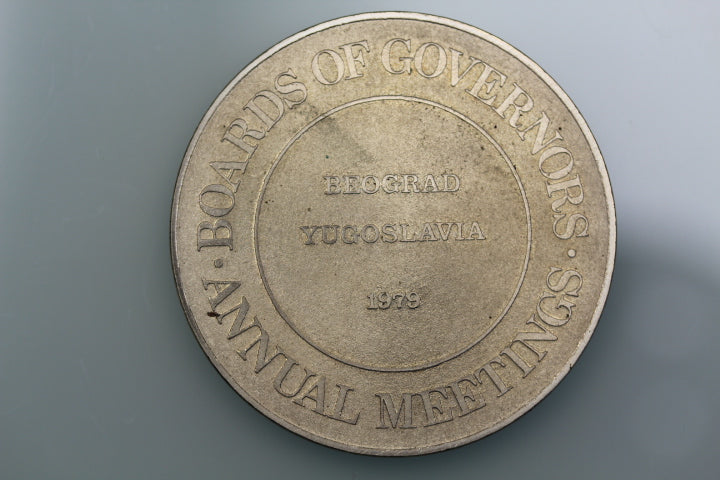 BOARDS OF GOVERNORS
· ANNUAL MEETINGS ·
BEOGRAD
YUGOSLAVIA
1979